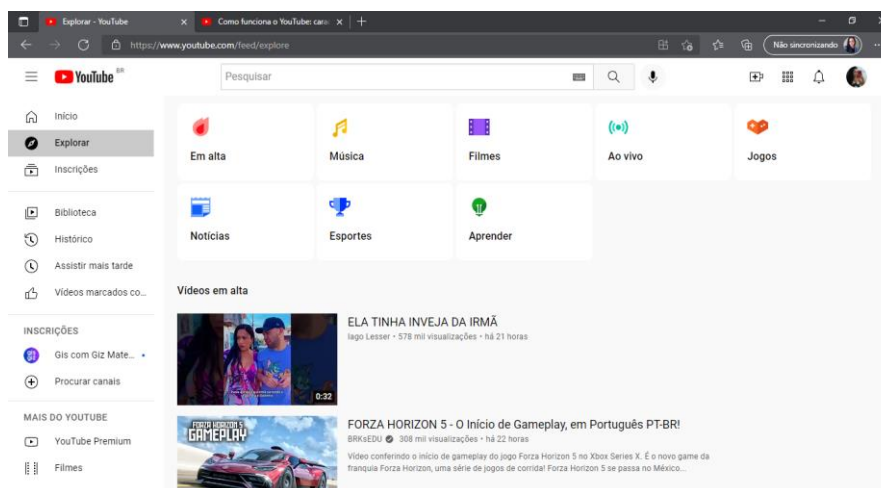 Explorar - YouTube
Como funciona o YouTube: cara
https://www.youtube.com/feed/explore
Não sincronizando
YouTube BR
Pesquisar
Início
Explorar
Inscrições
Biblioteca
Histórico
Assistir mais tarde
Vídeos marcados co...
INSCRIÇÕES
Gis com Giz Mate...
Procurar canais
MAIS DO YOUTUBE
YouTube Premium
Filmes
Em alta
Música
Filmes
Ao vivo
Jogos
Notícias
Esportes
Aprender
Vídeos em alta
0:32
ELA TINHA INVEJA DA IRMÃ
Iago Lesser • 578 mil visualizações • há 21 horas
FORZA HORIZON 5
GAMEPLAY
FORZA HORIZON 5 - O Início de Gameplay, em Português PT-BR!
BRKsEDU • 308 mil visualizações • há 22 horas
Vídeo conferindo o início de gameplay do jogo Forza Horizon 5 no Xbox Series X. É o novo game da
franquia Forza Horizon, uma série de jogos de corrida! Forza Horizon 5 se passa no México...